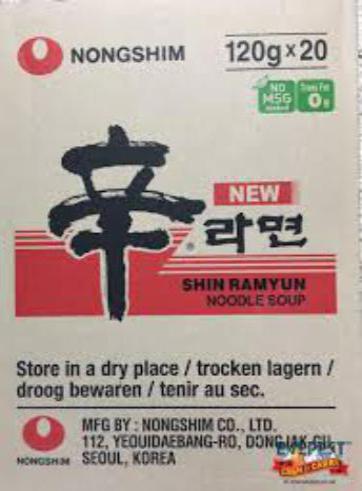 NONGSHIM
120g×20
NO MSG
Trans Fat
0g
辛
NEW
라면
SHIN RAMYUN
NOODLE SOUP
Store in a dry place / trocken lagern /
droog bewaren / tenir au sec.
NONGSHIM
MFG BY : NONGSHIM CO., LTD.
112, YEOUIDAEBANG-RO, DONGJAK-GU,
SEOUL, KOREA
CASH & CARRY